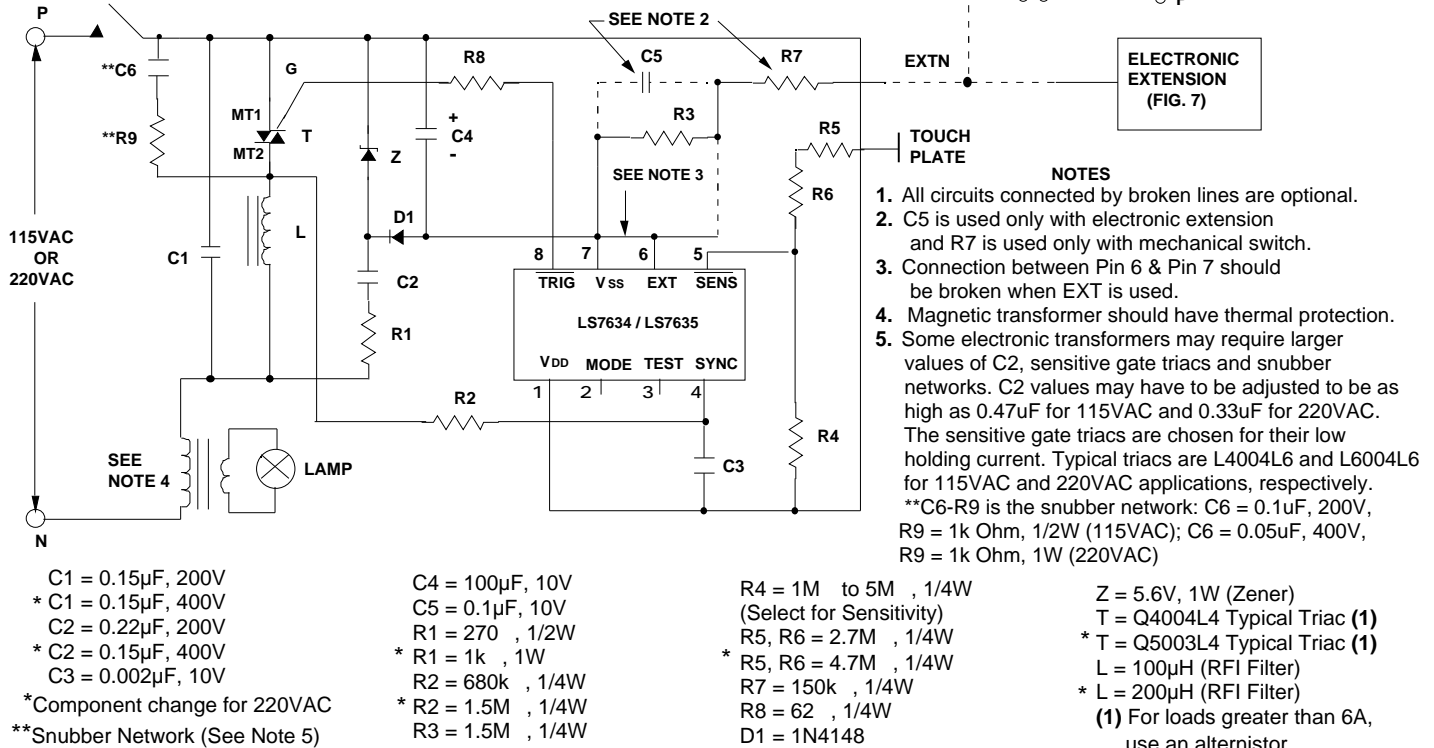 P
SEE NOTE 2
**C6
G
R8
C5
R7
EXTN
ELECTRONIC
EXTENSION
(FIG. 7)
**R9
MT1
MT2
T
Z
+
C4
-
R3
R5
TOUCH
PLATE
SEE NOTE 3
R6
115VAC
OR
220VAC
C1
L
D1
C2
R1
8 7 6 5
TRIG VSS EXT SENS
LS7634 / LS7635
VDD MODE TEST SYNC
1 2 3 4
R2
R4
C3
SEE
NOTE 4
LAMP
N
NOTES
1. All circuits connected by broken lines are optional.
2. C5 is used only with electronic extension
and R7 is used only with mechanical switch.
3. Connection between Pin 6 & Pin 7 should
be broken when EXT is used.
4. Magnetic transformer should have thermal protection.
5. Some electronic transformers may require larger
values of C2, sensitive gate triacs and snubber
networks. C2 values may have to be adjusted to be as
high as 0.47uF for 115VAC and 0.33uF for 220VAC.
The sensitive gate triacs are chosen for their low
holding current. Typical triacs are L4004L6 and L6004L6
for 115VAC and 220VAC applications, respectively.
**C6-R9 is the snubber network: C6 = 0.1uF, 200V,
R9 = 1k Ohm, 1/2W (115VAC); C6 = 0.05uF, 400V,
R9 = 1k Ohm, 1W (220VAC)
C1 = 0.15µF, 200V
* C1 = 0.15µF, 400V
C2 = 0.22µF, 200V
* C2 = 0.15µF, 400V
C3 = 0.002µF, 10V
*Component change for 220VAC
**Snubber Network (See Note 5)
C4 = 100µF, 10V
C5 = 0.1µF, 10V
R1 = 270 , 1/2W
* R1 = 1k , 1W
R2 = 680k , 1/4W
* R2 = 1.5M , 1/4W
R3 = 1.5M , 1/4W
R4 = 1M to 5M , 1/4W
(Select for Sensitivity)
R5, R6 = 2.7M , 1/4W
* R5, R6 = 4.7M , 1/4W
R7 = 150k , 1/4W
R8 = 62 , 1/4W
D1 = 1N4148
Z = 5.6V, 1W (Zener)
T = Q4004L4 Typical Triac (1)
* T = Q5003L4 Typical Triac (1)
L = 100µH (RFI Filter)
* L = 200µH (RFI Filter)
(1) For loads greater than 6A,
use an alternistor